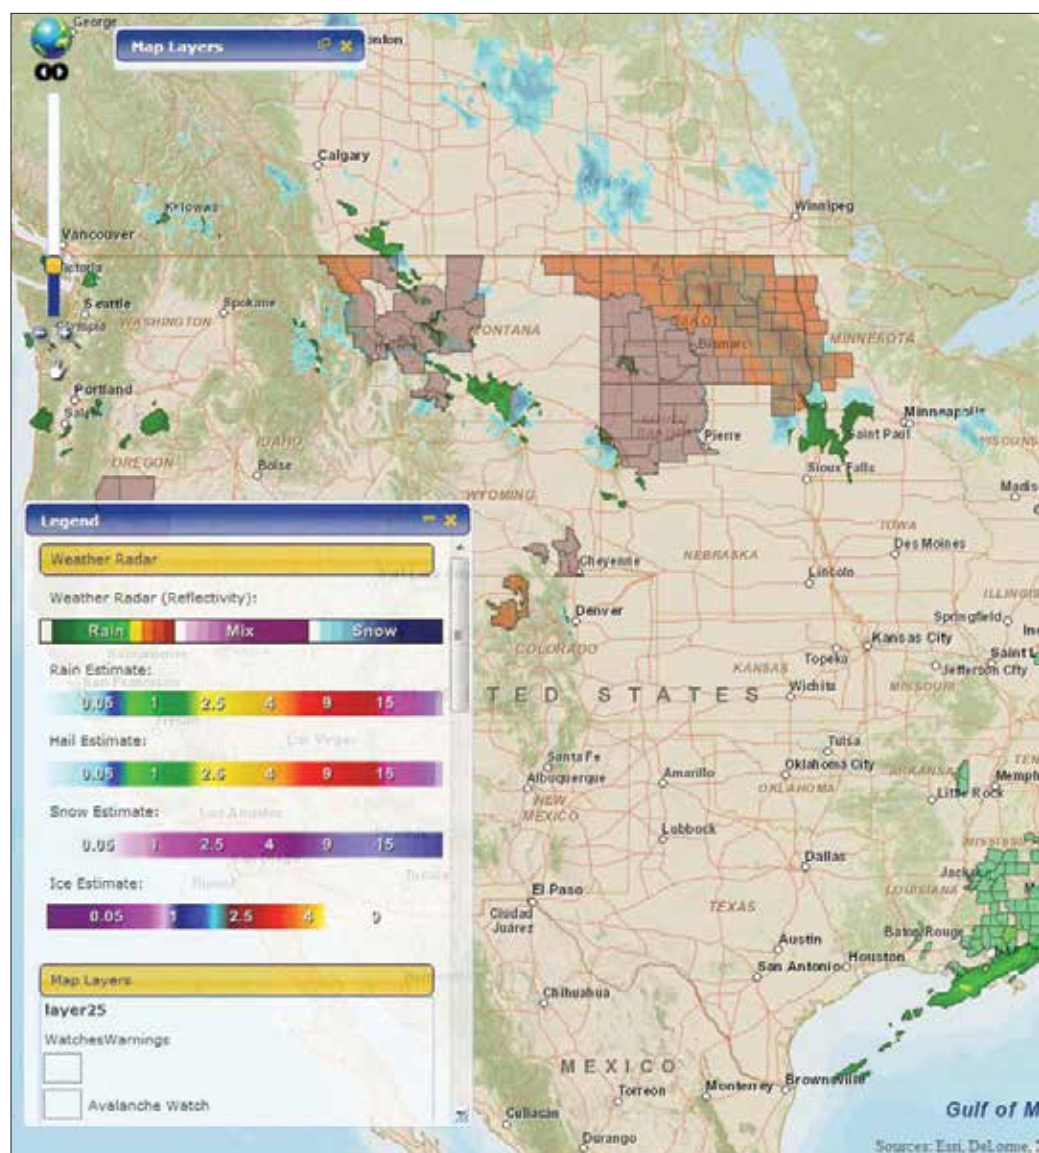 George
Map Layers
Calgary
Kelowna
Winnipeg
Vancouver
Victoria
Seattle
Spokane
WASHINGTON
MONTANA
MINNESOTA
Portland
Minneapolis
Saint Paul
Pierre
OREGON
IDAHO
Boise
Sioux Falls
WYOMING
IOWA
Des Moines
Cheyenne
NEBRASKA
Lincoln
Denver
Springfield
COLORADO
Kansas City
Topeka
KANSAS
Jefferson City
MISSOURI
TED STATES
Wichita
Tulsa
Santa Fe
Albuquerque
Amarillo
Oklahoma City
OKLAHOMA
ARKANSA
Little Rock
NEW
MEXICO
Lubbock
MISSISSIP
Dallas
El Paso
Ciudad
Juárez
TEXAS
LOUISIANA
Baton Rouge
Austin
San Antonio
Houston
Chihuahua
MEXICO
Torreon
Monterrey
Brownsville
Culiacan
Durango
Gulf of M
Sources: Esri, DeLorme,
Legend
Weather Radar
Weather Radar (Reflectivity):
Rain Mix Snow
Rain Estimate:
0.05 1 2.5 4 9 15
Hail Estimate:
0.05 1 2.5 4 9 15
Snow Estimate:
0.05 1 2.5 4 9 15
Ice Estimate:
0.05 1 2.5 4 9
Map Layers
layer25
WatchesWarnings
Avalanche Watch